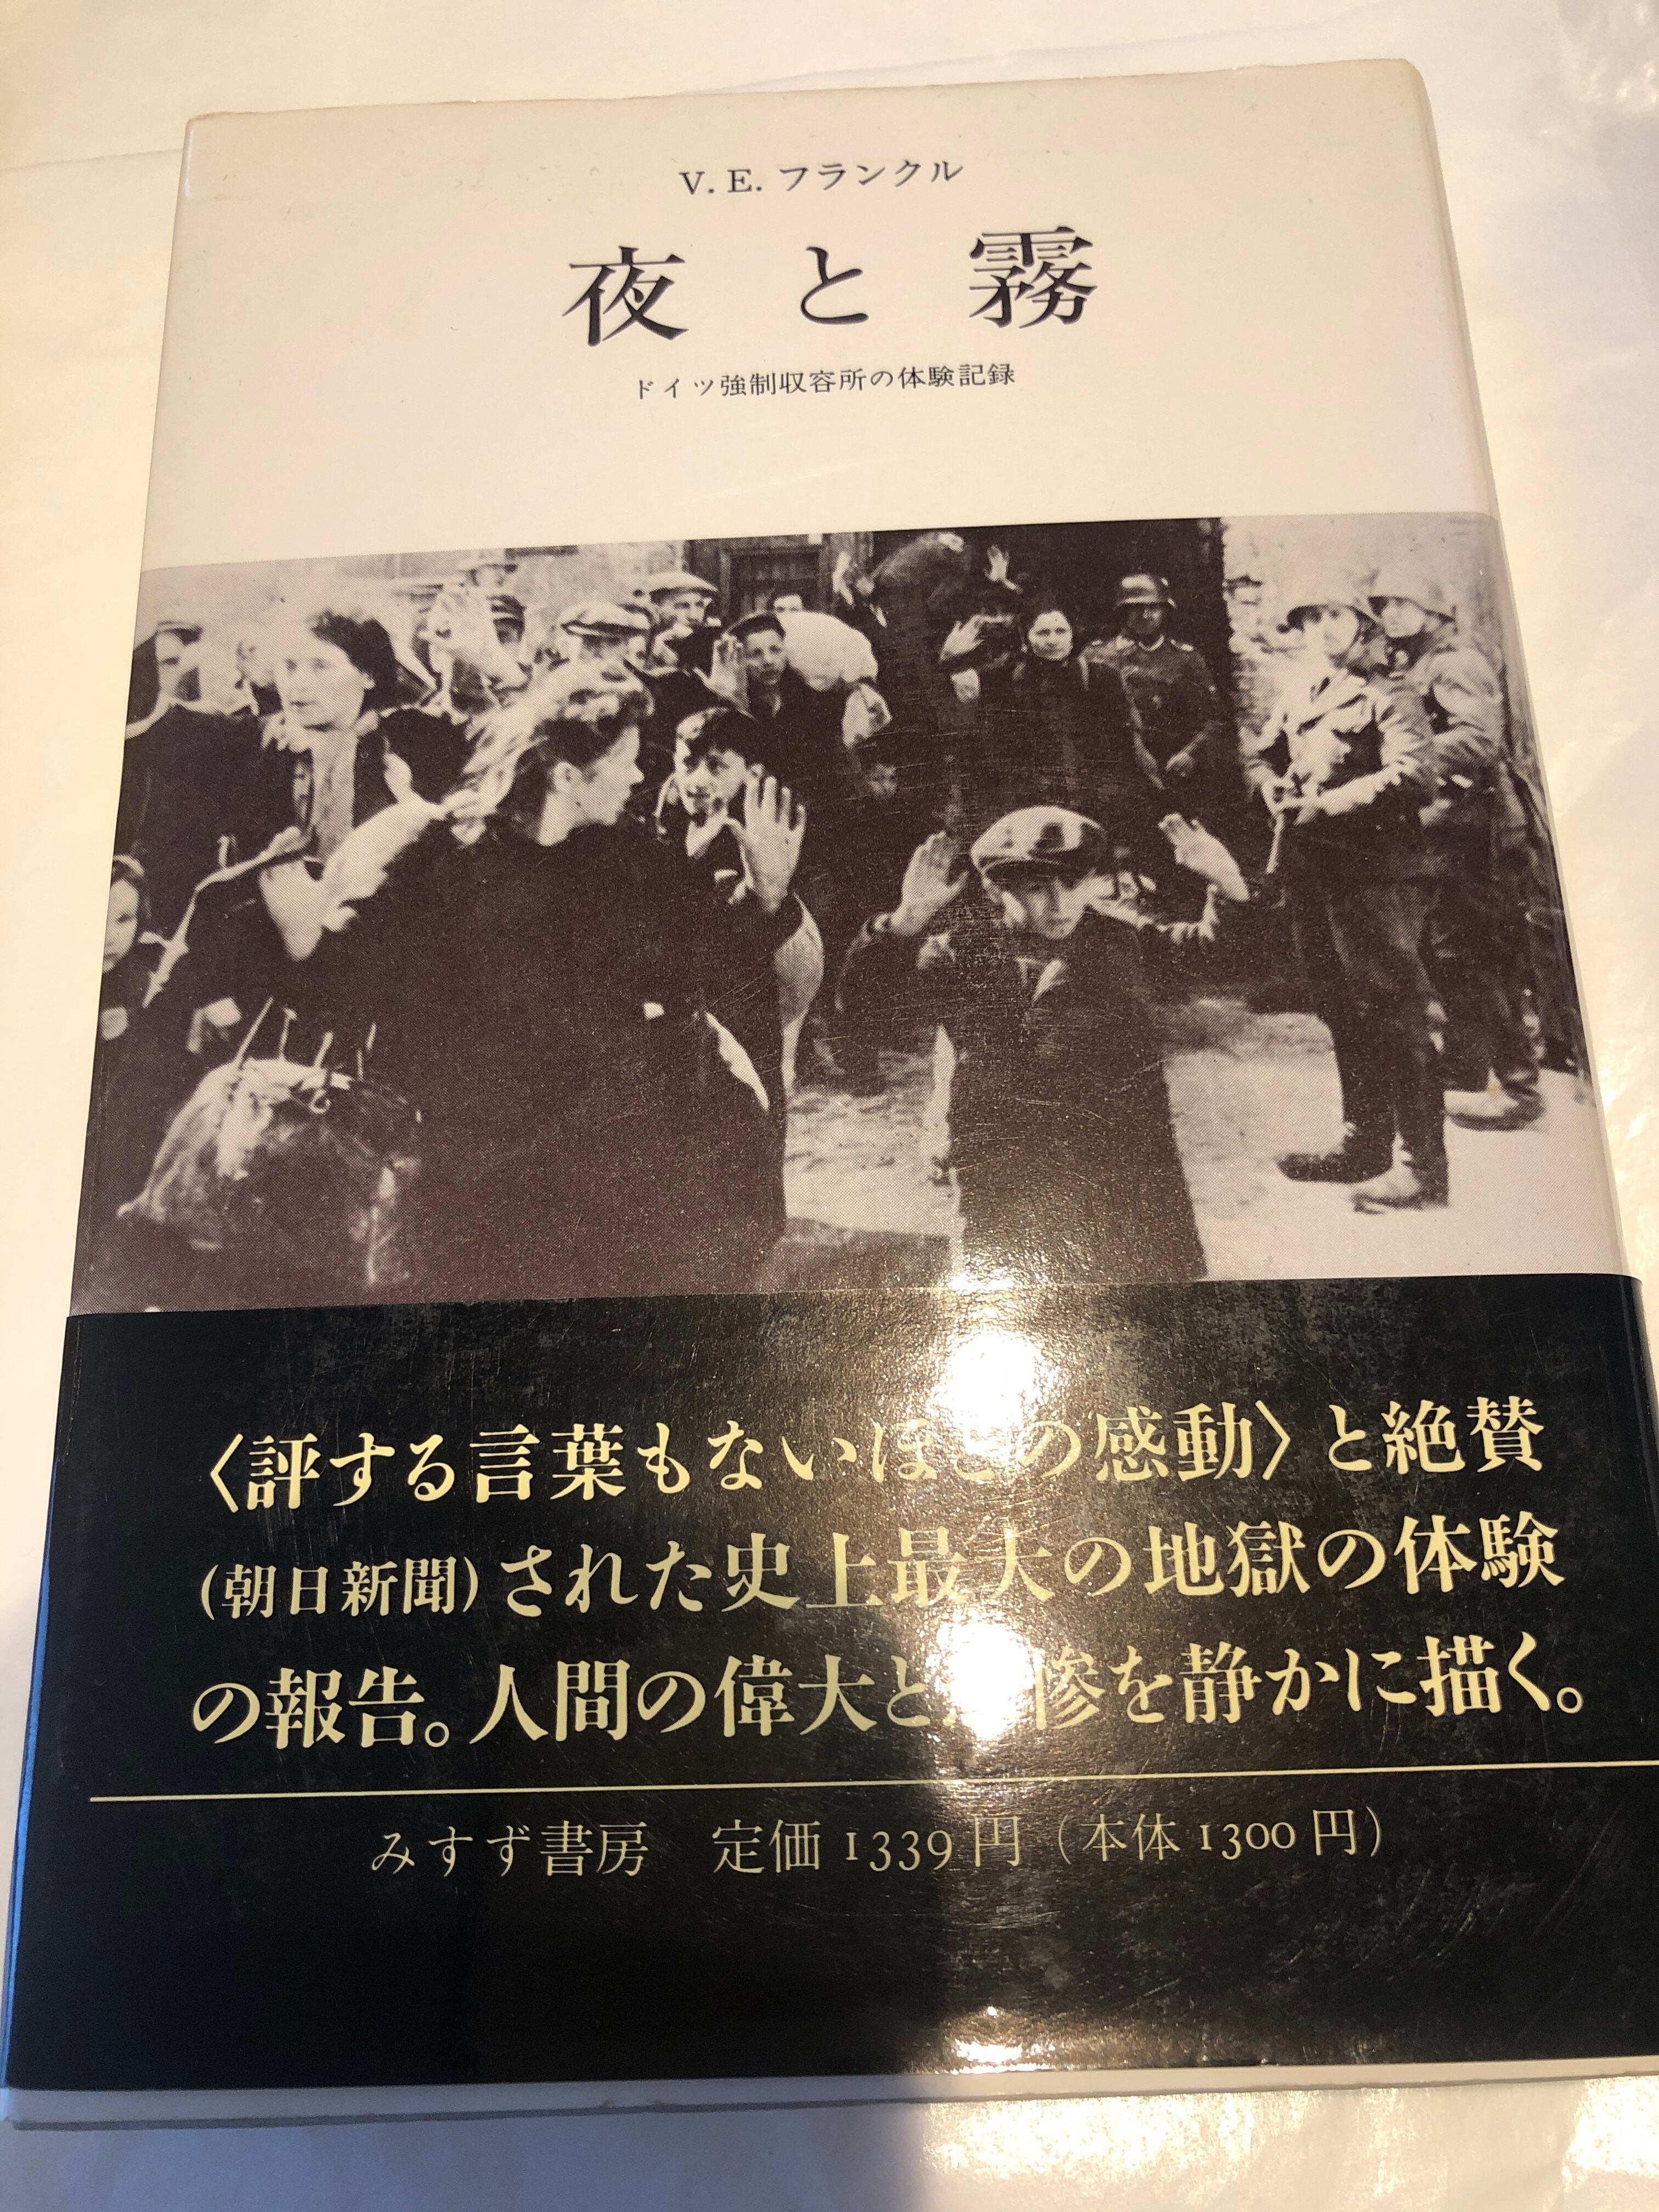 V. E. フランクル
夜と霧
ドイツ強制収容所の体験記録
〈評する言葉もないほどの感動〉と絶賛
(朝日新聞)された史上最大の地獄の体験
の報告。人間の偉大と惨を静かに描く。
みすず書房 定価1339円(本体1300円)